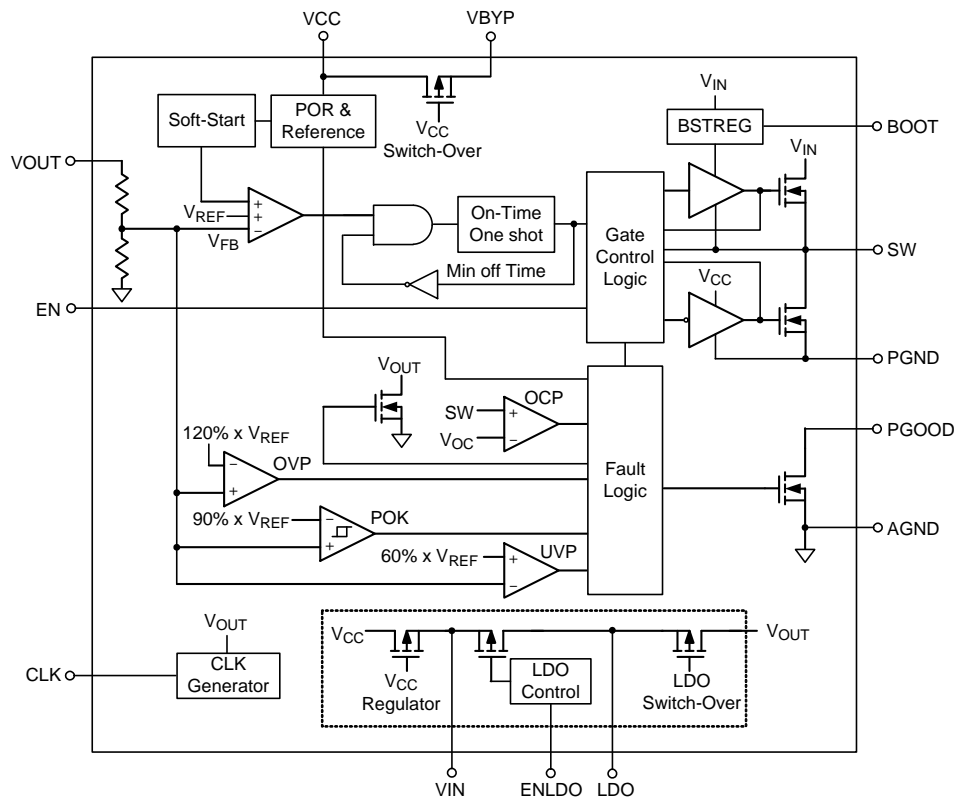 VCC
VBYP
Soft-Start
POR &
Reference
VCC
Switch-Over
VIN
BSTREG
BOOT
VIN
VOUT
VREF
+
+
−
VFB
On-Time
One shot
Min off Time
Gate
Control
Logic
SW
VCC
EN
PGND
VOUT
SW
VOC
+
−
OCP
PGOOD
120% x VREF
−
+
OVP
Fault
Logic
90% x VREF
−
+
POK
60% x VREF
+
−
UVP
AGND
VOUT
CLK
Generator
CLK
VCC
VCC
Regulator
LDO
Control
LDO
Switch-Over
VOUT
VIN
ENLDO
LDO